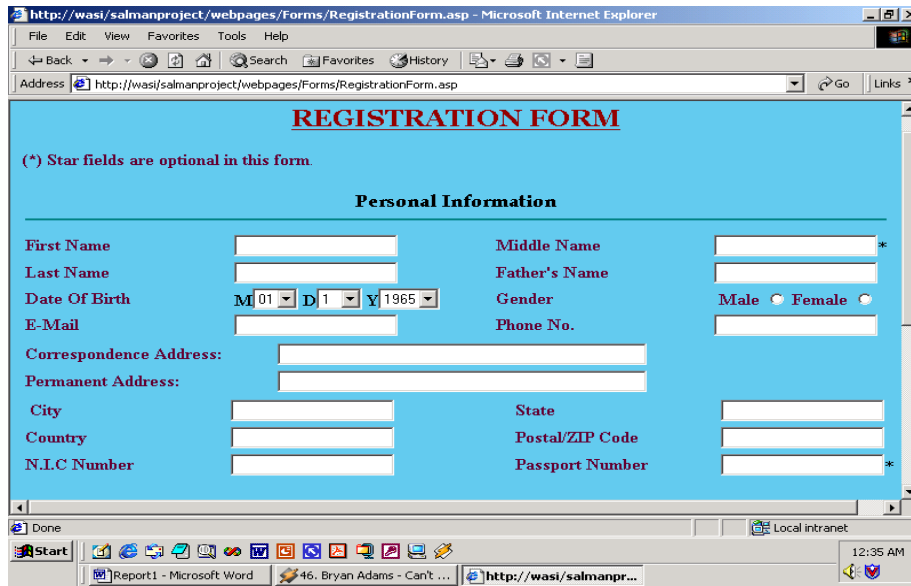 http://wasi/salmanproject/webpages/Forms/RegistrationForm.asp - Microsoft Internet Explorer
File Edit View Favorites Tools Help
Back Search Favorites History
Address http://wasi/salmanproject/webpages/Forms/RegistrationForm.asp Go Links
REGISTRATION FORM
(*) Star fields are optional in this form.
Personal Information
First Name Middle Name *
Last Name Father's Name
Date Of Birth M 01 D 1 Y 1965 Gender Male Female
E-Mail Phone No.
Correspondence Address:
Permanent Address:
City State
Country Postal/ZIP Code
N.I.C Number Passport Number *
Done Local intranet
Start 12:35 AM
Report1 - Microsoft Word 46. Bryan Adams - Can't ... http://wasi/salmanpr...